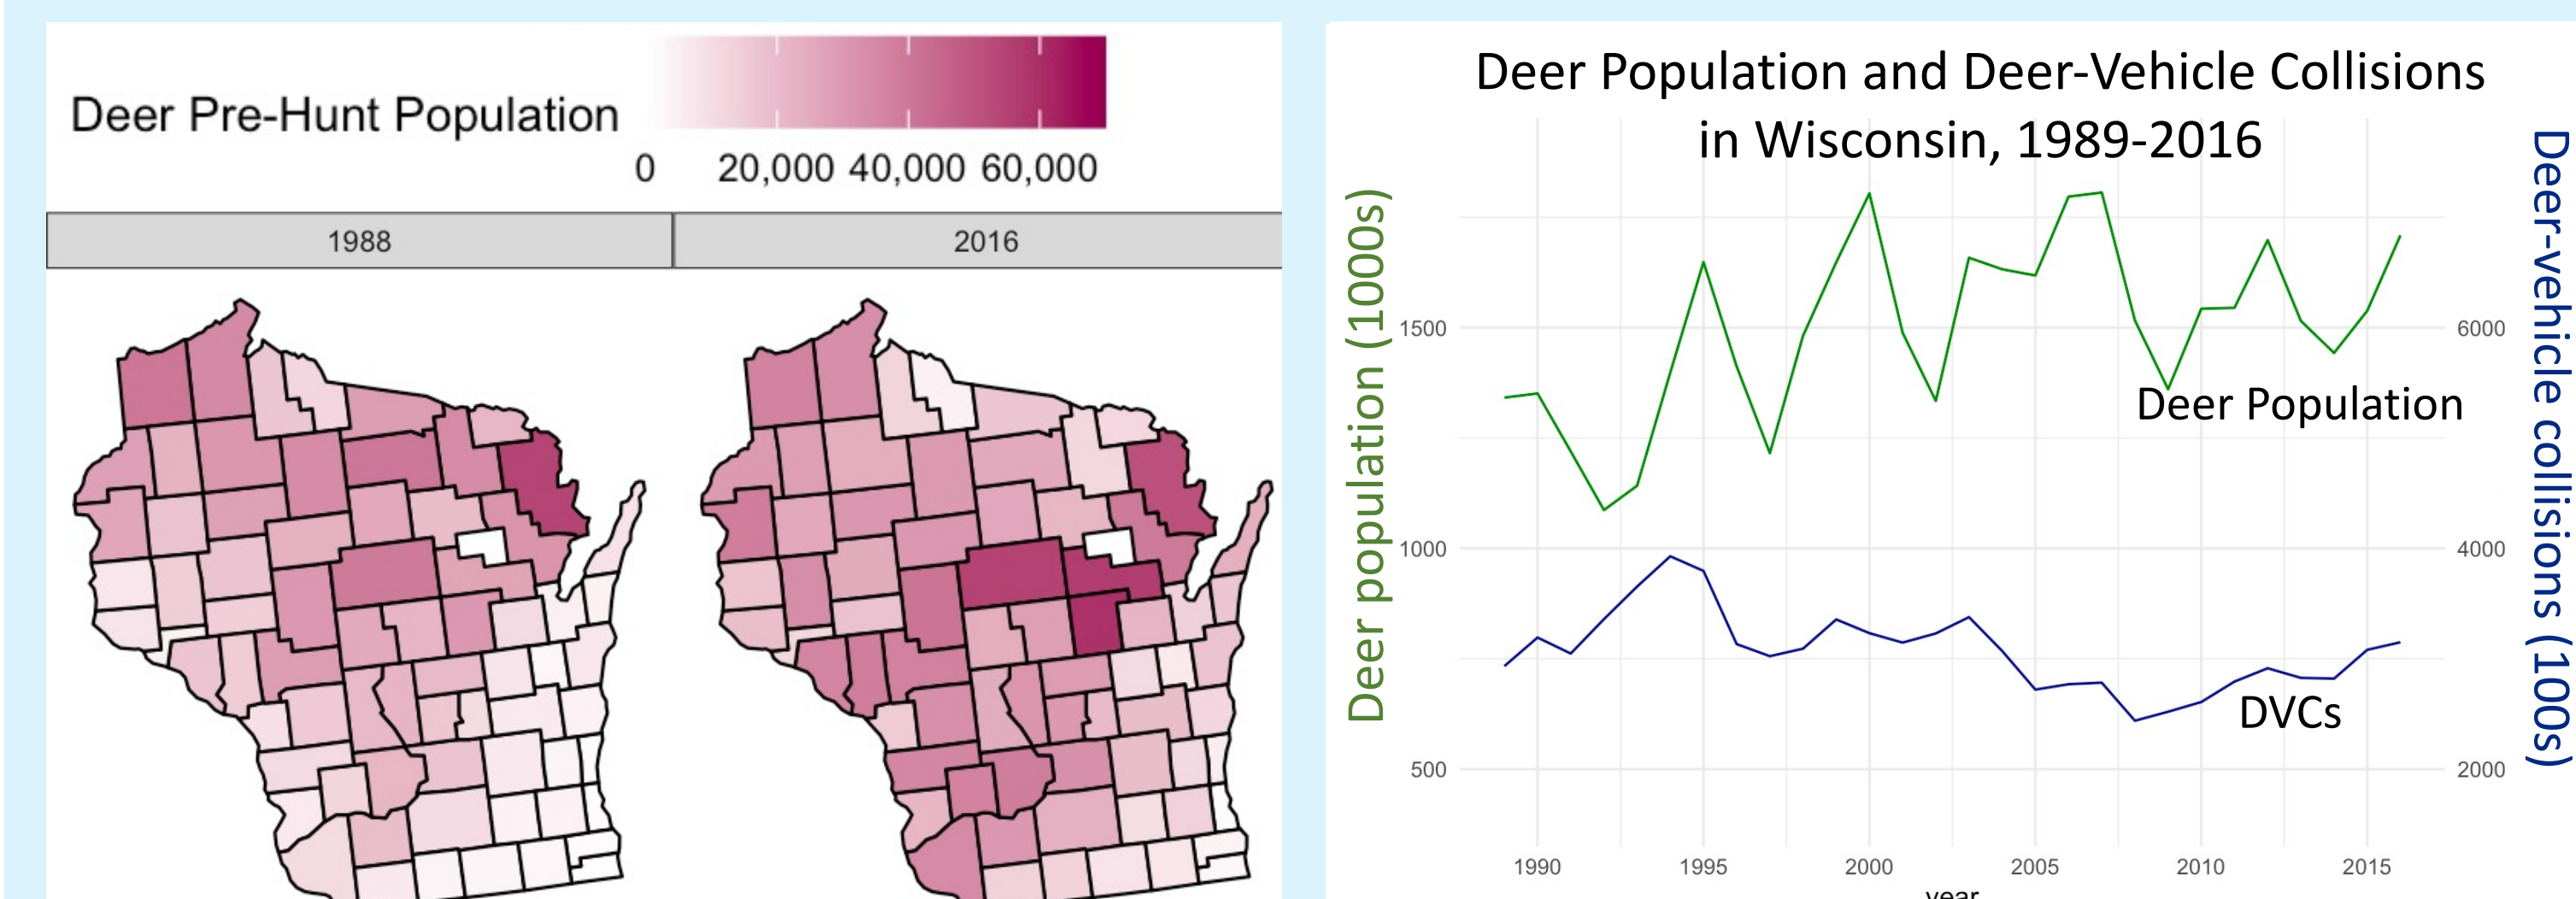 Deer Pre-Hunt Population
0 20,000 40,000 60,000
1988 2016
Deer Population and Deer-Vehicle Collisions
in Wisconsin, 1989-2016
Deer population (1000s)
1500
1000
500
6000
4000
2000
Deer-vehicle collisions (100s)
Deer Population
DVCs
1990 1995 2000 2005 2010 2015
year